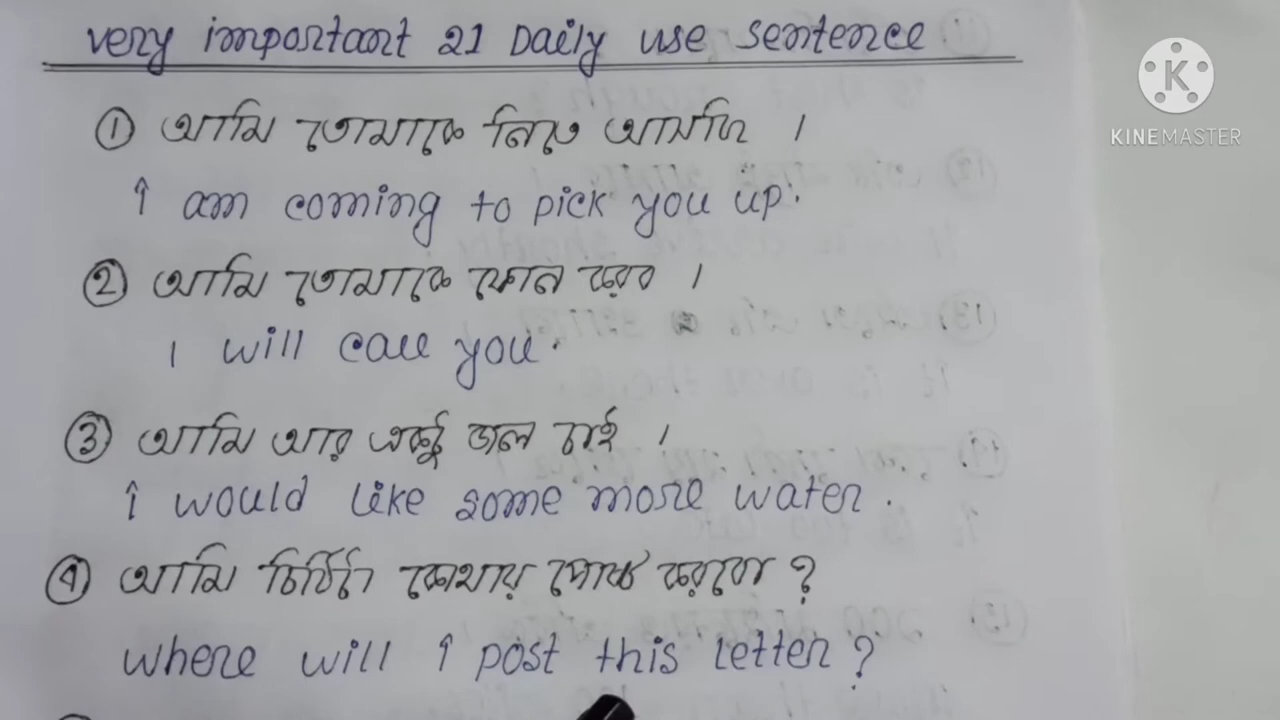 very important 21 Daily use sentence
K
KINEMASTER
① আমি তোমাকে নিতে আসছি ।
I am coming to pick you up.
② আমি তোমাকে ফোন করব ।
I will call you.
③ আমি আর একটু জল চাই ।
I would like some more water.
④ আমি চিঠিটা কোথায় পোস্ট করবো ?
where will I post this letter ?